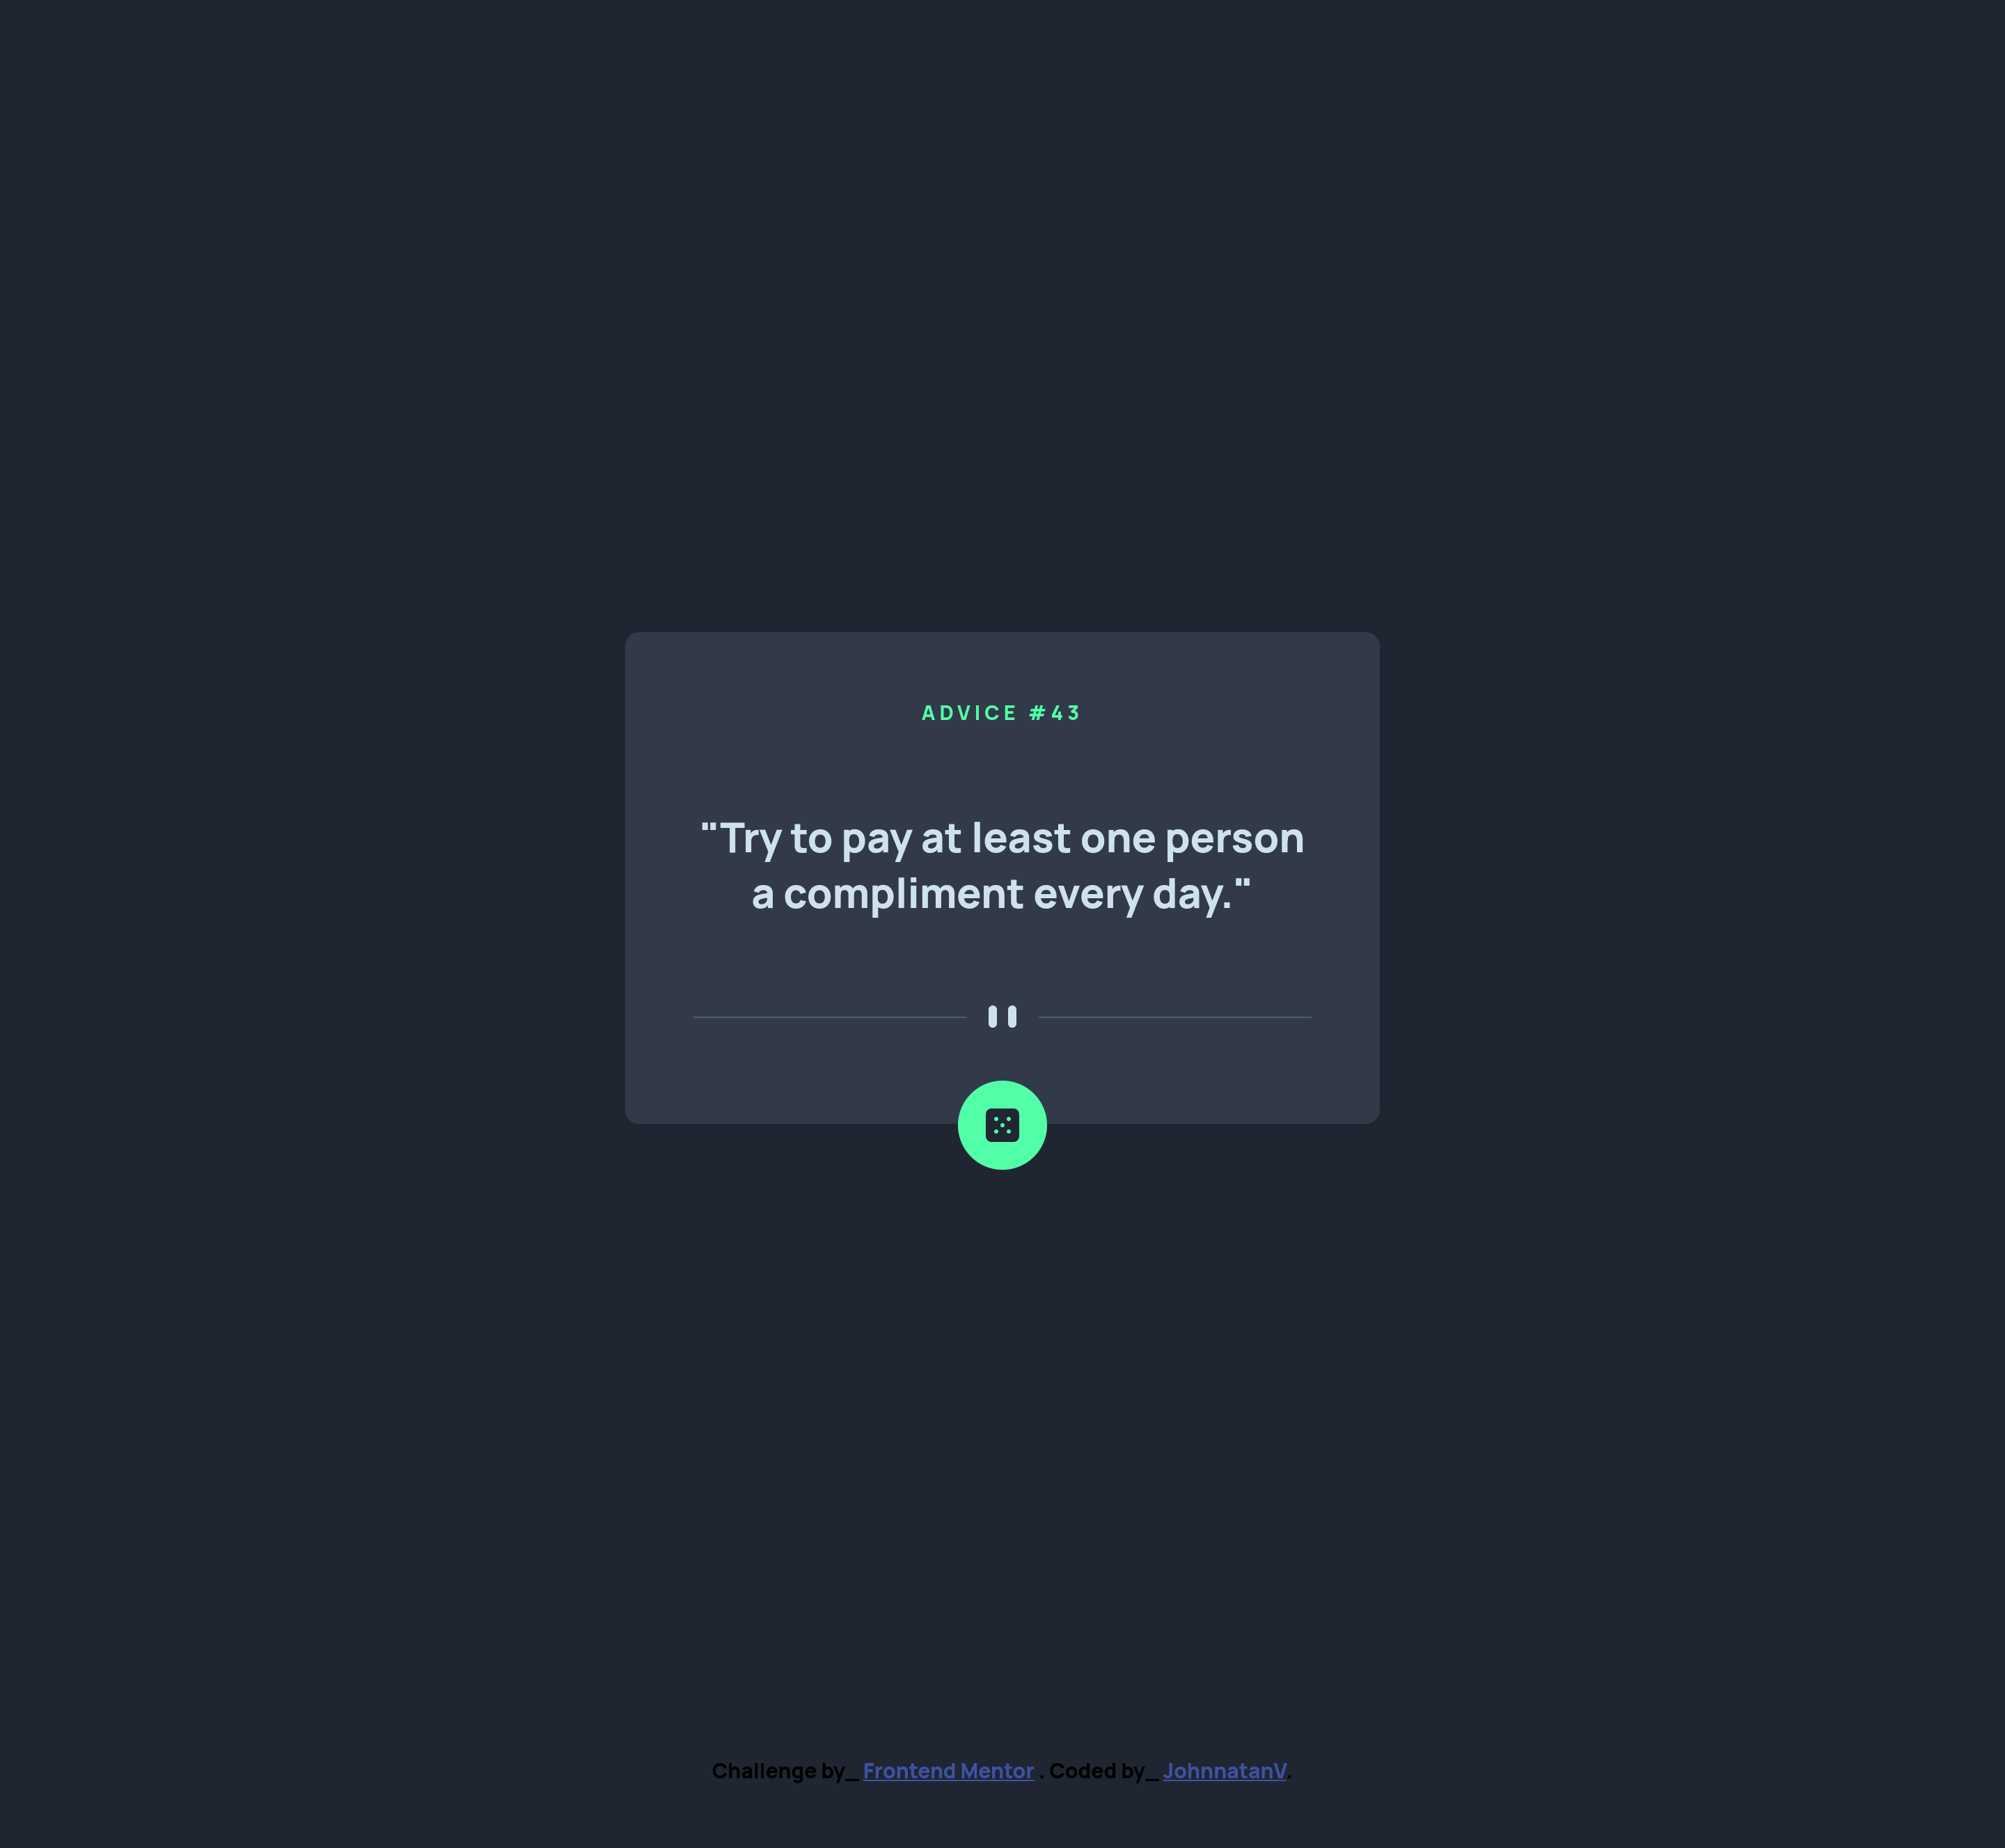 ADVICE #43
"Try to pay at least one person
a compliment every day."
Challenge by_ Frontend Mentor . Coded by_ JohnnatanV.